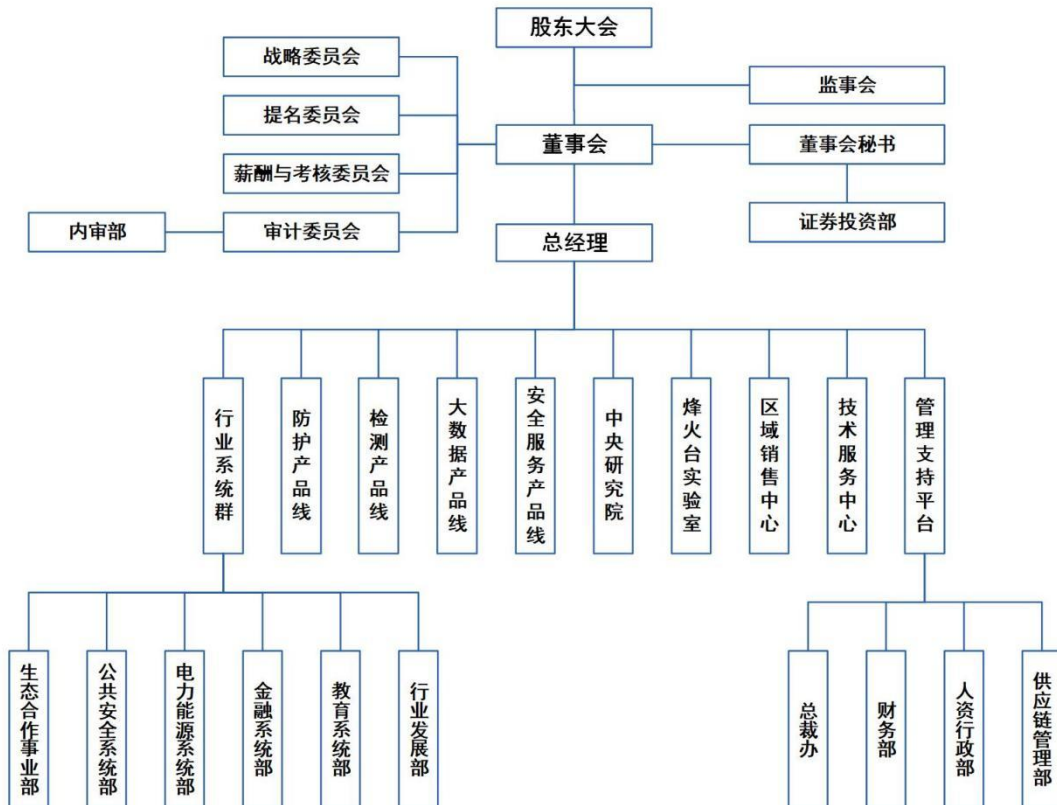 股东大会
战略委员会
监事会
提名委员会
董事会
董事会秘书
薪酬与考核委员会
内审部
审计委员会
证券投资部
总经理
行业系统群
防护产品线
检测产品线
大数据产品线
安全服务产品线
中央研究院
烽火台实验室
区域销售中心
技术服务中心
管理支持平台
生态合作事业部
公共安全系统部
电力能源系统部
金融系统部
教育系统部
行业发展部
总裁办
财务部
人资行政部
供应链管理部